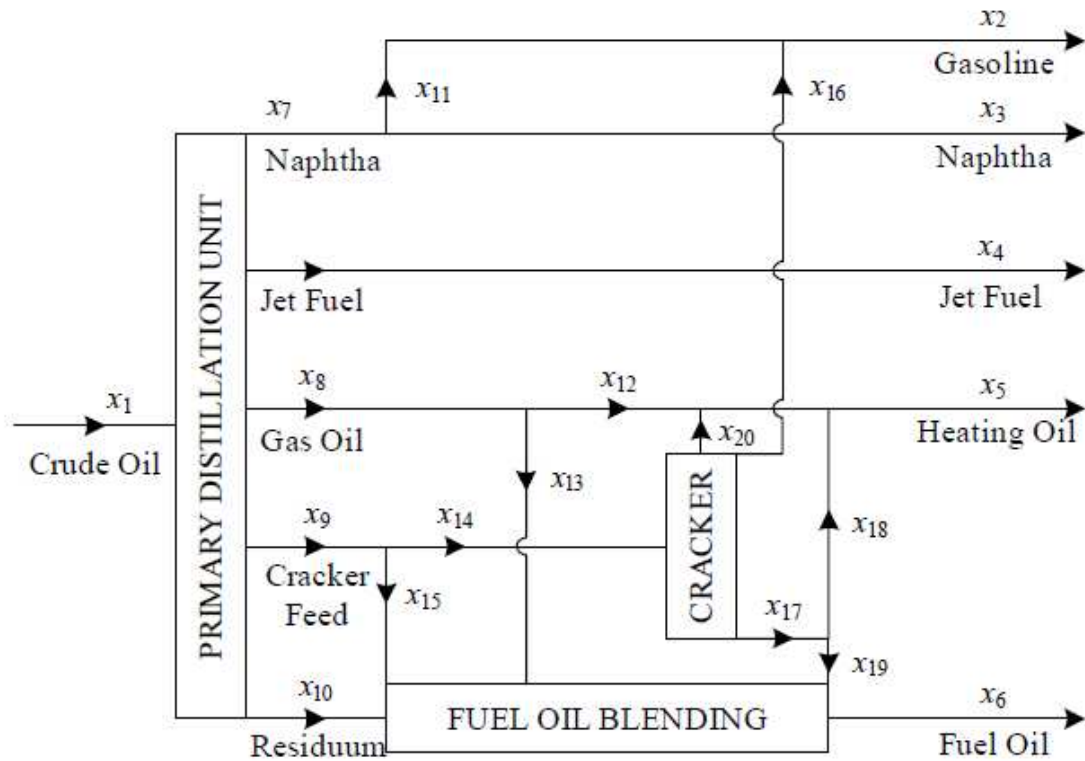 x2
Gasoline
x11
x16
x7
x3
Naphtha
Naphtha
x4
Jet Fuel
Jet Fuel
x8
x12
x5
x1
Gas Oil
x20
Heating Oil
Crude Oil
x13
PRIMARY DISTILLATION UNIT
x9
x14
x18
CRACKER
Cracker
Feed
x15
x17
x19
x10
x6
FUEL OIL BLENDING
Residuum
Fuel Oil